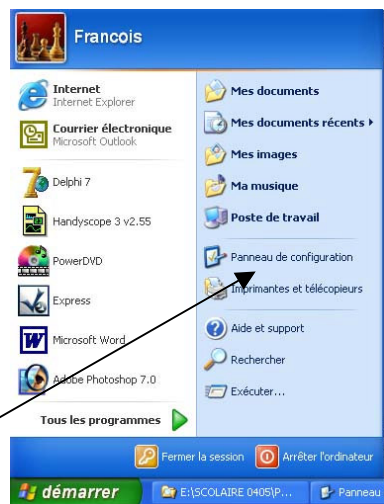 Francois
Internet
Internet Explorer
Courrier électronique
Microsoft Outlook
Delphi 7
Handyscope 3 v2.55
PowerDVD
Express
Microsoft Word
Adobe Photoshop 7.0
Tous les programmes
Mes documents
Mes documents récents
Mes images
Ma musique
Poste de travail
Panneau de configuration
Imprimantes et télécopieurs
Aide et support
Rechercher
Exécuter...
Fermer la session
Arrêter l'ordinateur
démarrer
E:\SCOLAIRE 0405\P...
Panneau